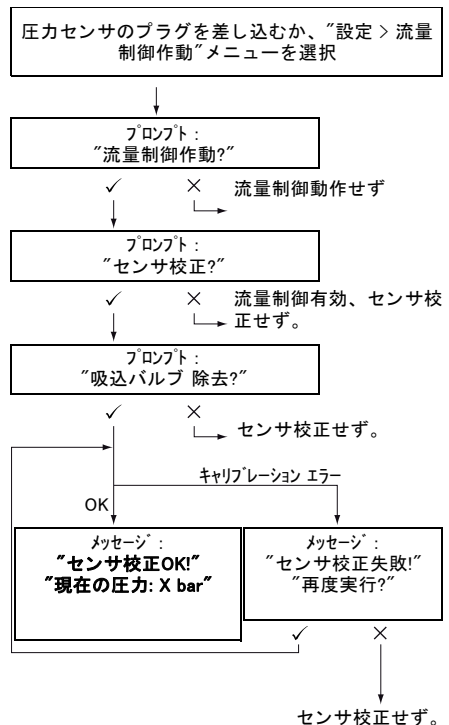 圧力センサのプラグを差し込むか、"設定 > 流量
制御作動"メニューを選択
ﾌﾟﾛﾝﾌﾟﾄ :
"流量制御作動?"
✓ ✕ 流量制御動作せず
ﾌﾟﾛﾝﾌﾟﾄ :
"センサ校正?"
✓ ✕ 流量制御有効、センサ校
正せず。
ﾌﾟﾛﾝﾌﾟﾄ :
"吸込バルブ 除去?"
✓ ✕
センサ校正せず。
ｷｬﾘﾌﾞﾚｰｼｮﾝ ｴﾗｰ
OK
ﾒｯｾｰｼﾞ :
"センサ校正OK!"
"現在の圧力: X bar"
ﾒｯｾｰｼﾞ :
"センサ校正失敗!"
"再度実行?"
✓ ✕
センサ校正せず。